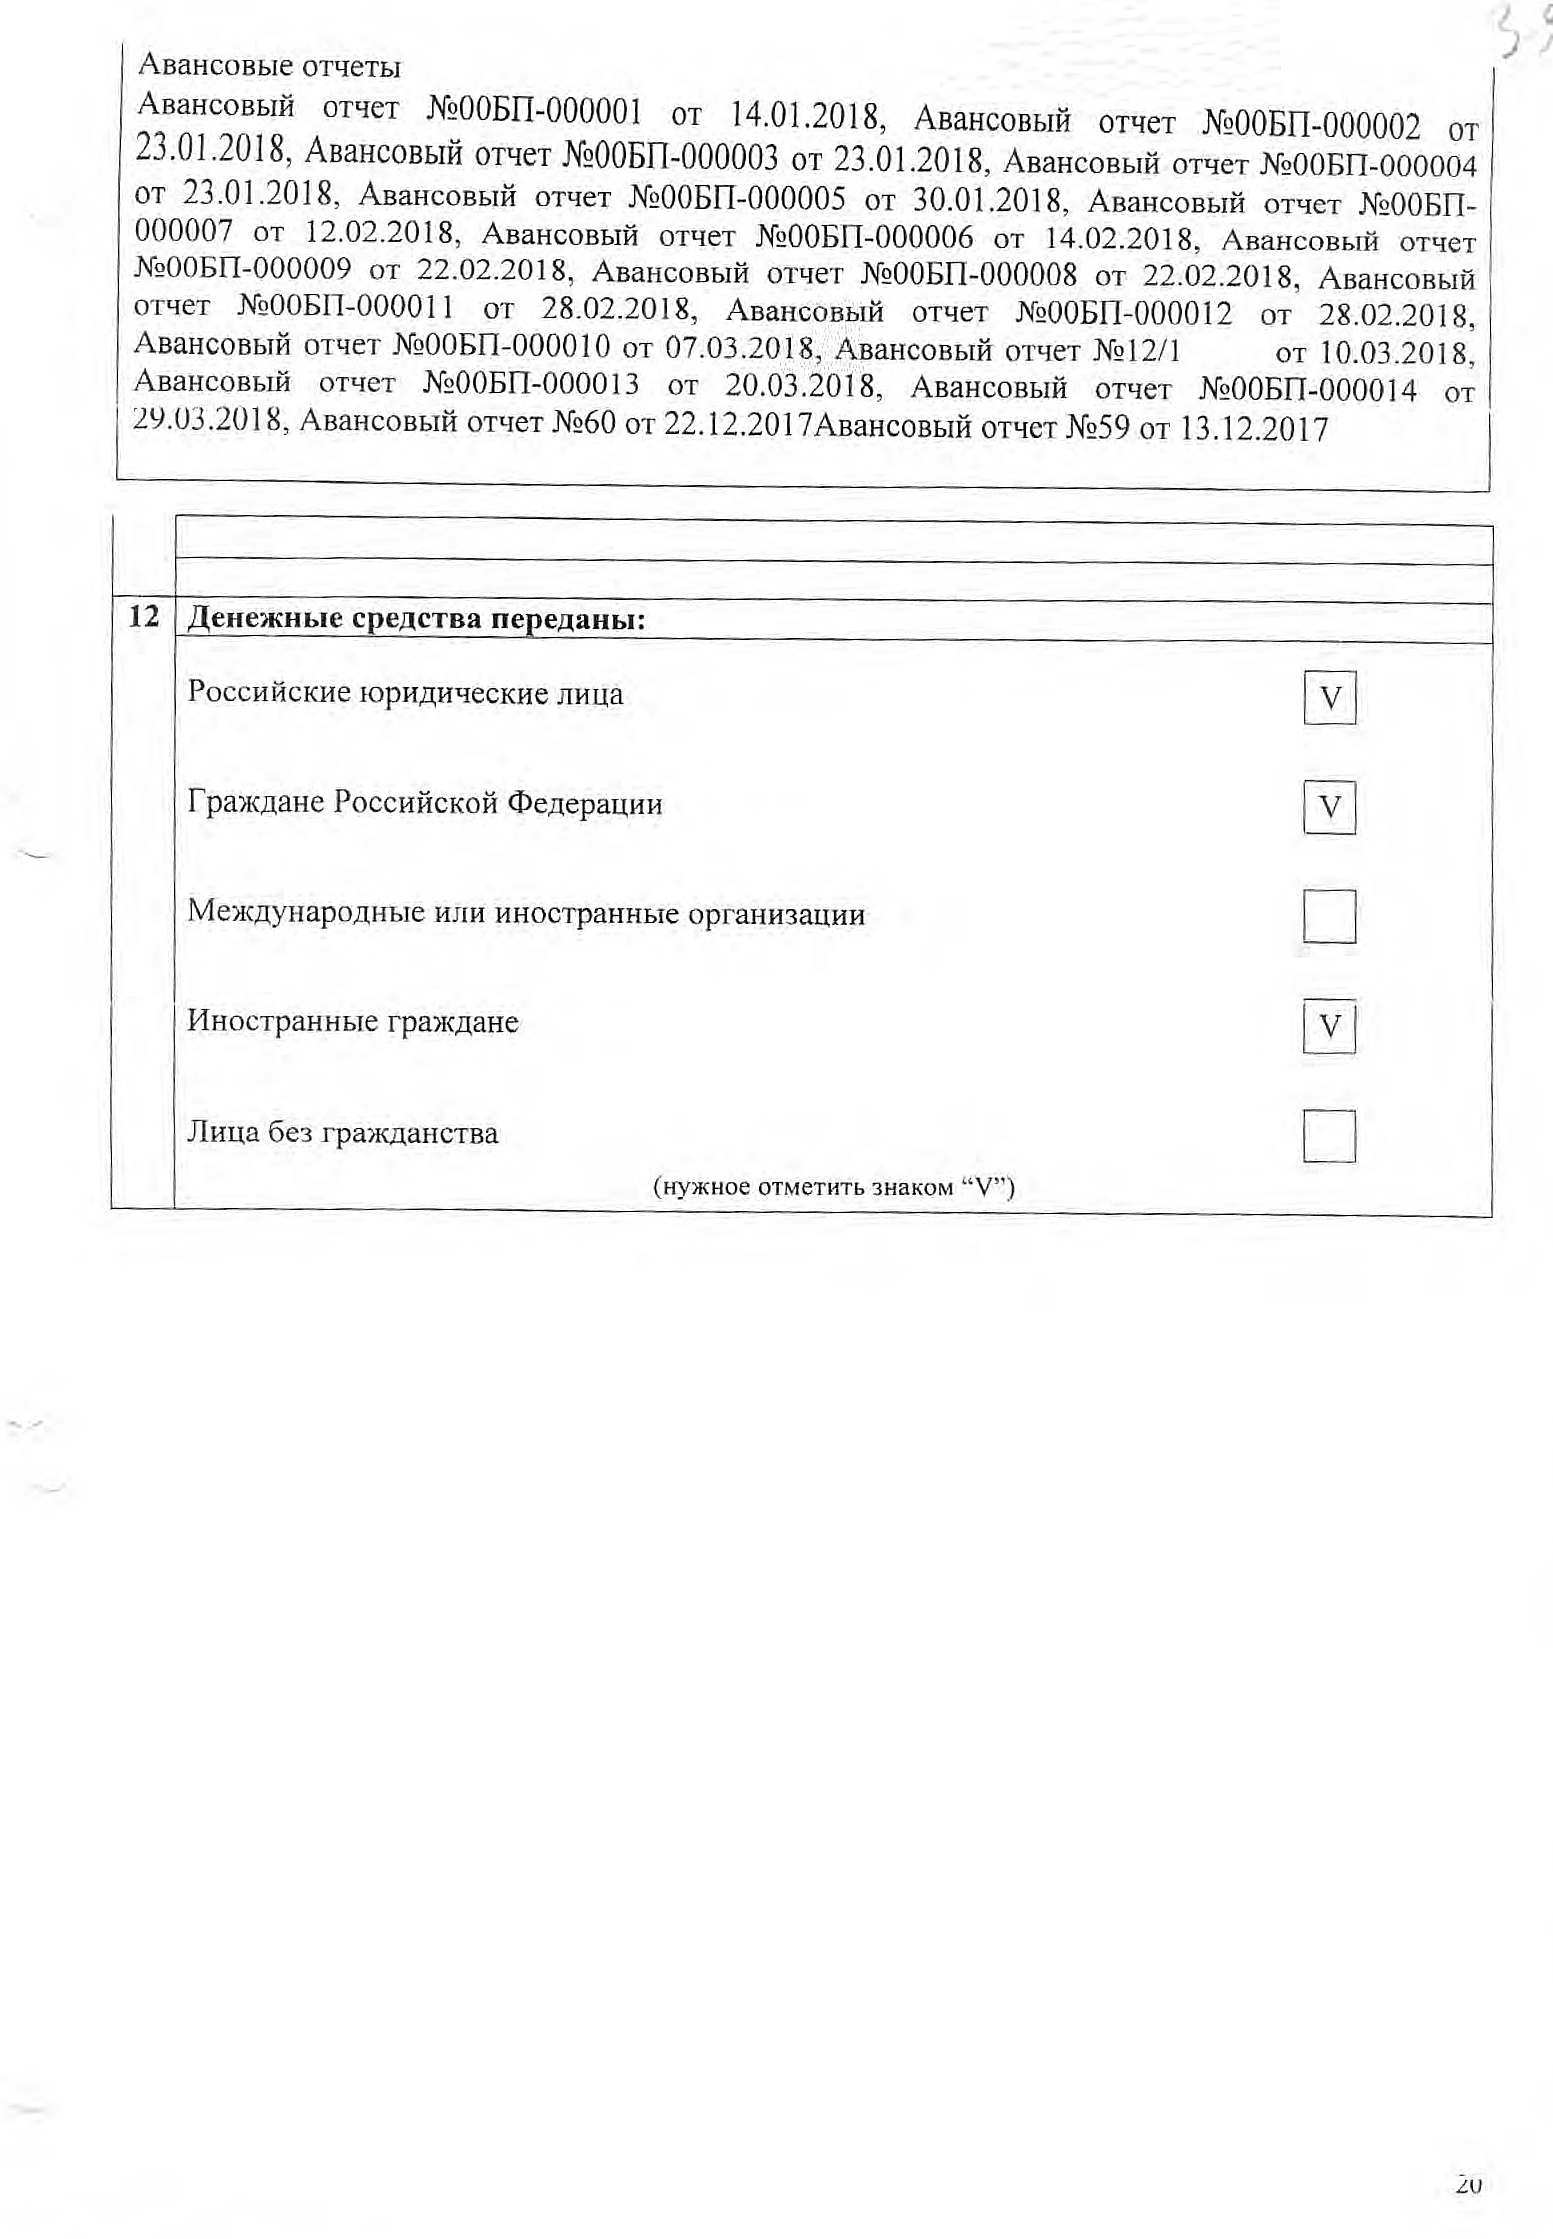 Авансовые отчеты
Авансовый отчет №00БП-000001 от 14.01.2018, Авансовый отчет №00БП-000002 от
23.01.2018, Авансовый отчет №00БП-000003 от 23.01.2018, Авансовый отчет №00БП-000004
от 23.01.2018, Авансовый отчет №00БП-000005 от 30.01.2018, Авансовый отчет №00БП-
000007 от 12.02.2018, Авансовый отчет №00БП-000006 от 14.02.2018, Авансовый отчет
№00БП-000009 от 22.02.2018, Авансовый отчет №00БП-000008 от 22.02.2018, Авансовый
отчет №00БП-000011 от 28.02.2018, Авансовый отчет №00БП-000012 от 28.02.2018,
Авансовый отчет №00БП-000010 от 07.03.2018, Авансовый отчет №12/1 от 10.03.2018,
Авансовый отчет №00БП-000013 от 20.03.2018, Авансовый отчет №00БП-000014 от
29.03.2018, Авансовый отчет №60 от 22.12.2017Авансовый отчет №59 от 13.12.2017
12 Денежные средства переданы:
Российские юридические лица V
Граждане Российской Федерации V
Международные или иностранные организации
Иностранные граждане V
Лица без гражданства
(нужное отметить знаком “V”)
20